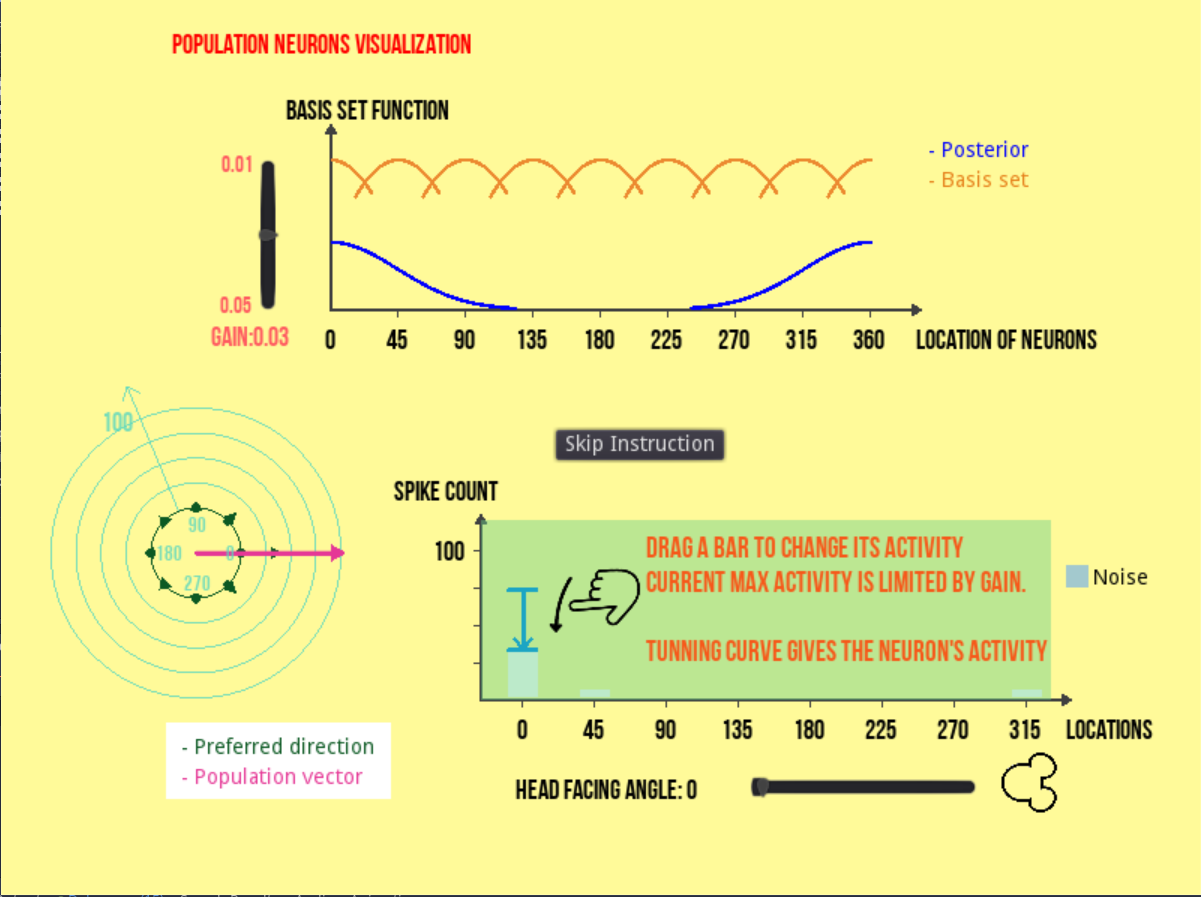 POPULATION NEURONS VISUALIZATION
BASIS SET FUNCTION
- Posterior
- Basis set
0.01
0.05
GAIN:0.03
0 45 90 135 180 225 270 315 360 LOCATION OF NEURONS
100
90
180 0
270
Skip Instruction
SPIKE COUNT
100
DRAG A BAR TO CHANGE ITS ACTIVITY
CURRENT MAX ACTIVITY IS LIMITED BY GAIN.
TUNNING CURVE GIVES THE NEURON'S ACTIVITY
Noise
0 45 90 135 180 225 270 315 LOCATIONS
- Preferred direction
- Population vector
HEAD FACING ANGLE: 0